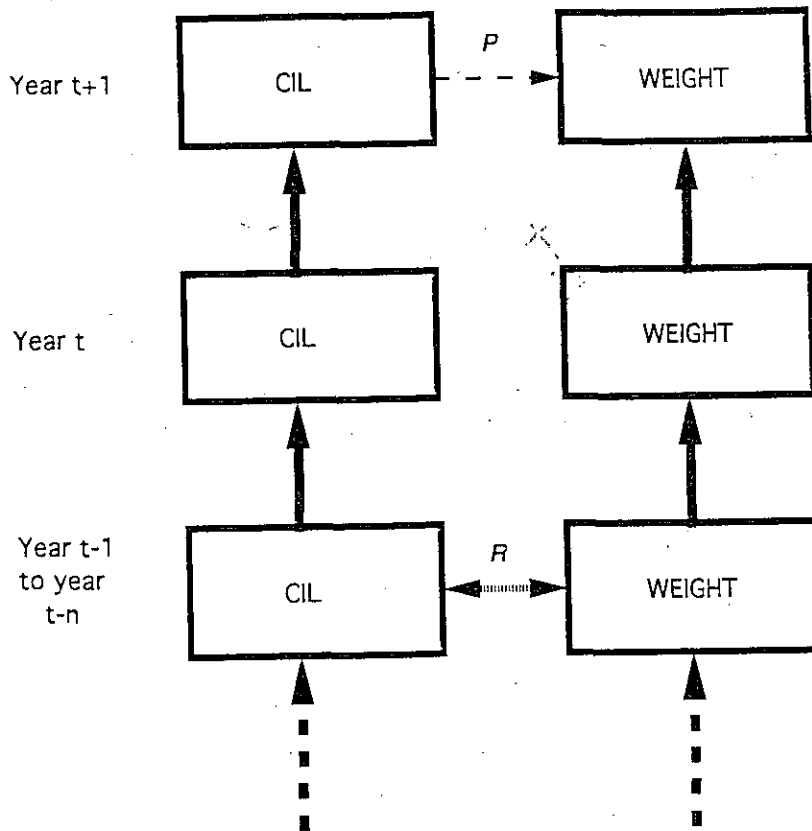 Year t+1
CIL
P
WEIGHT
Year t
CIL
WEIGHT
Year t-1
to year
t-n
CIL
R
WEIGHT